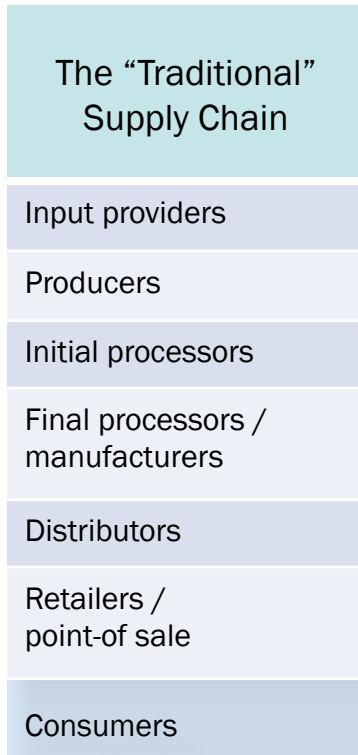 The “Traditional”
Supply Chain
Input providers
Producers
Initial processors
Final processors /
manufacturers
Distributors
Retailers /
point-of sale
Consumers